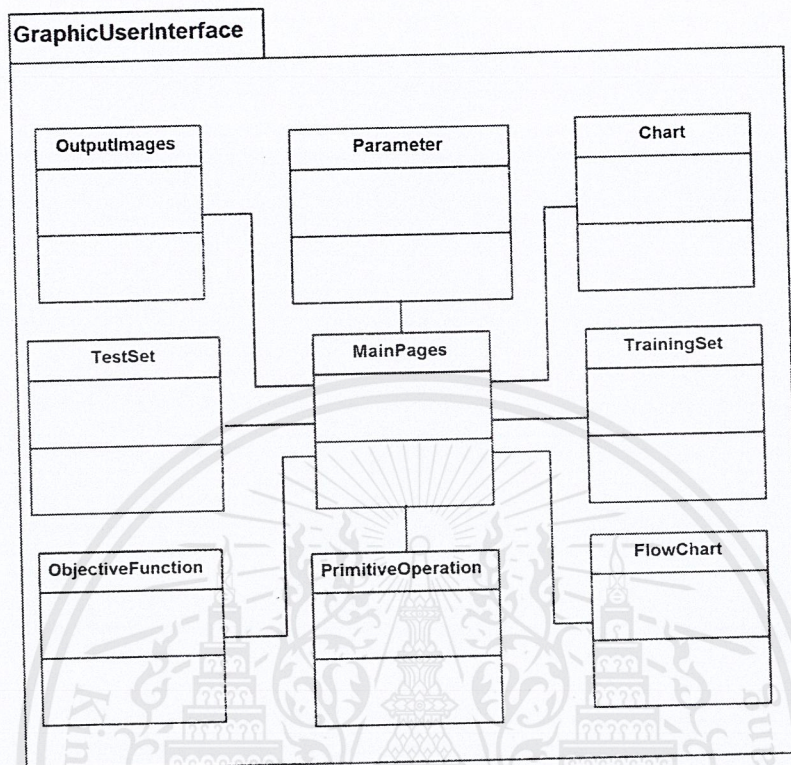 GraphicUserInterface
OutputImages
Parameter
Chart
TestSet
MainPages
TrainingSet
ObjectiveFunction
PrimitiveOperation
FlowChart